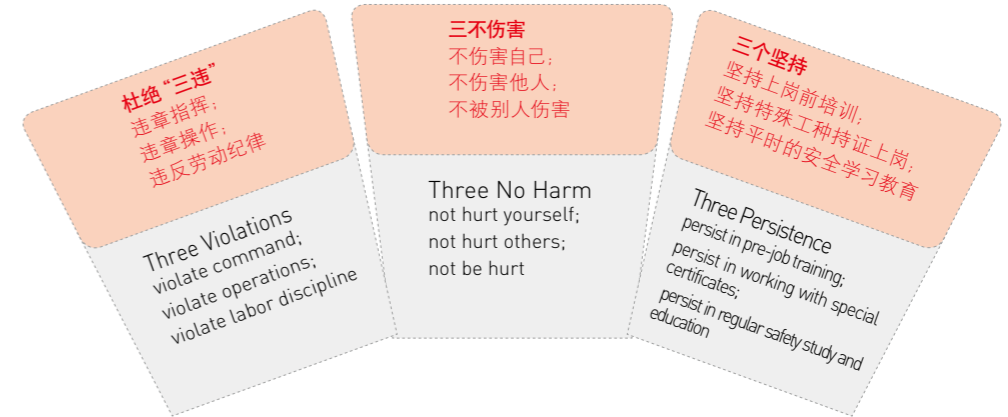 杜绝“三违”
违章指挥；
违章操作；
违反劳动纪律
Three Violations
violate command;
violate operations;
violate labor discipline
三不伤害
不伤害自己；
不伤害他人；
不被别人伤害
Three No Harm
not hurt yourself;
not hurt others;
not be hurt
三个坚持
坚持上岗前培训；
坚持特殊工种持证上岗；
坚持平时的安全学习教育
Three Persistence
persist in pre-job training;
persist in working with special
certificates;
persist in regular safety study and
education